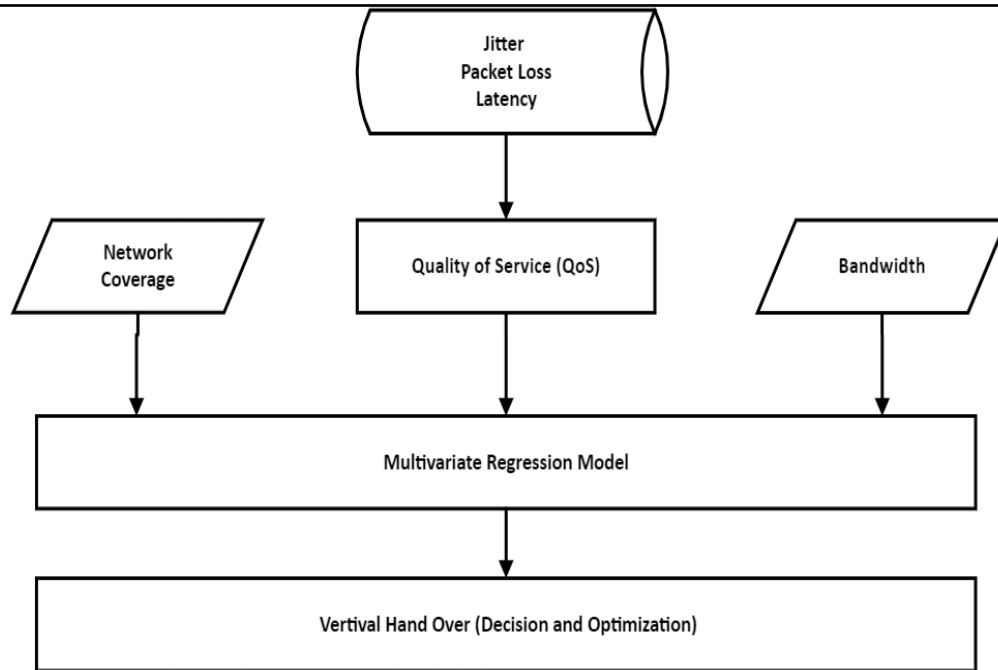 Jitter
Packet Loss
Latency
Network
Coverage
Quality of Service (QoS)
Bandwidth
Multivariate Regression Model
Vertival Hand Over (Decision and Optimization)